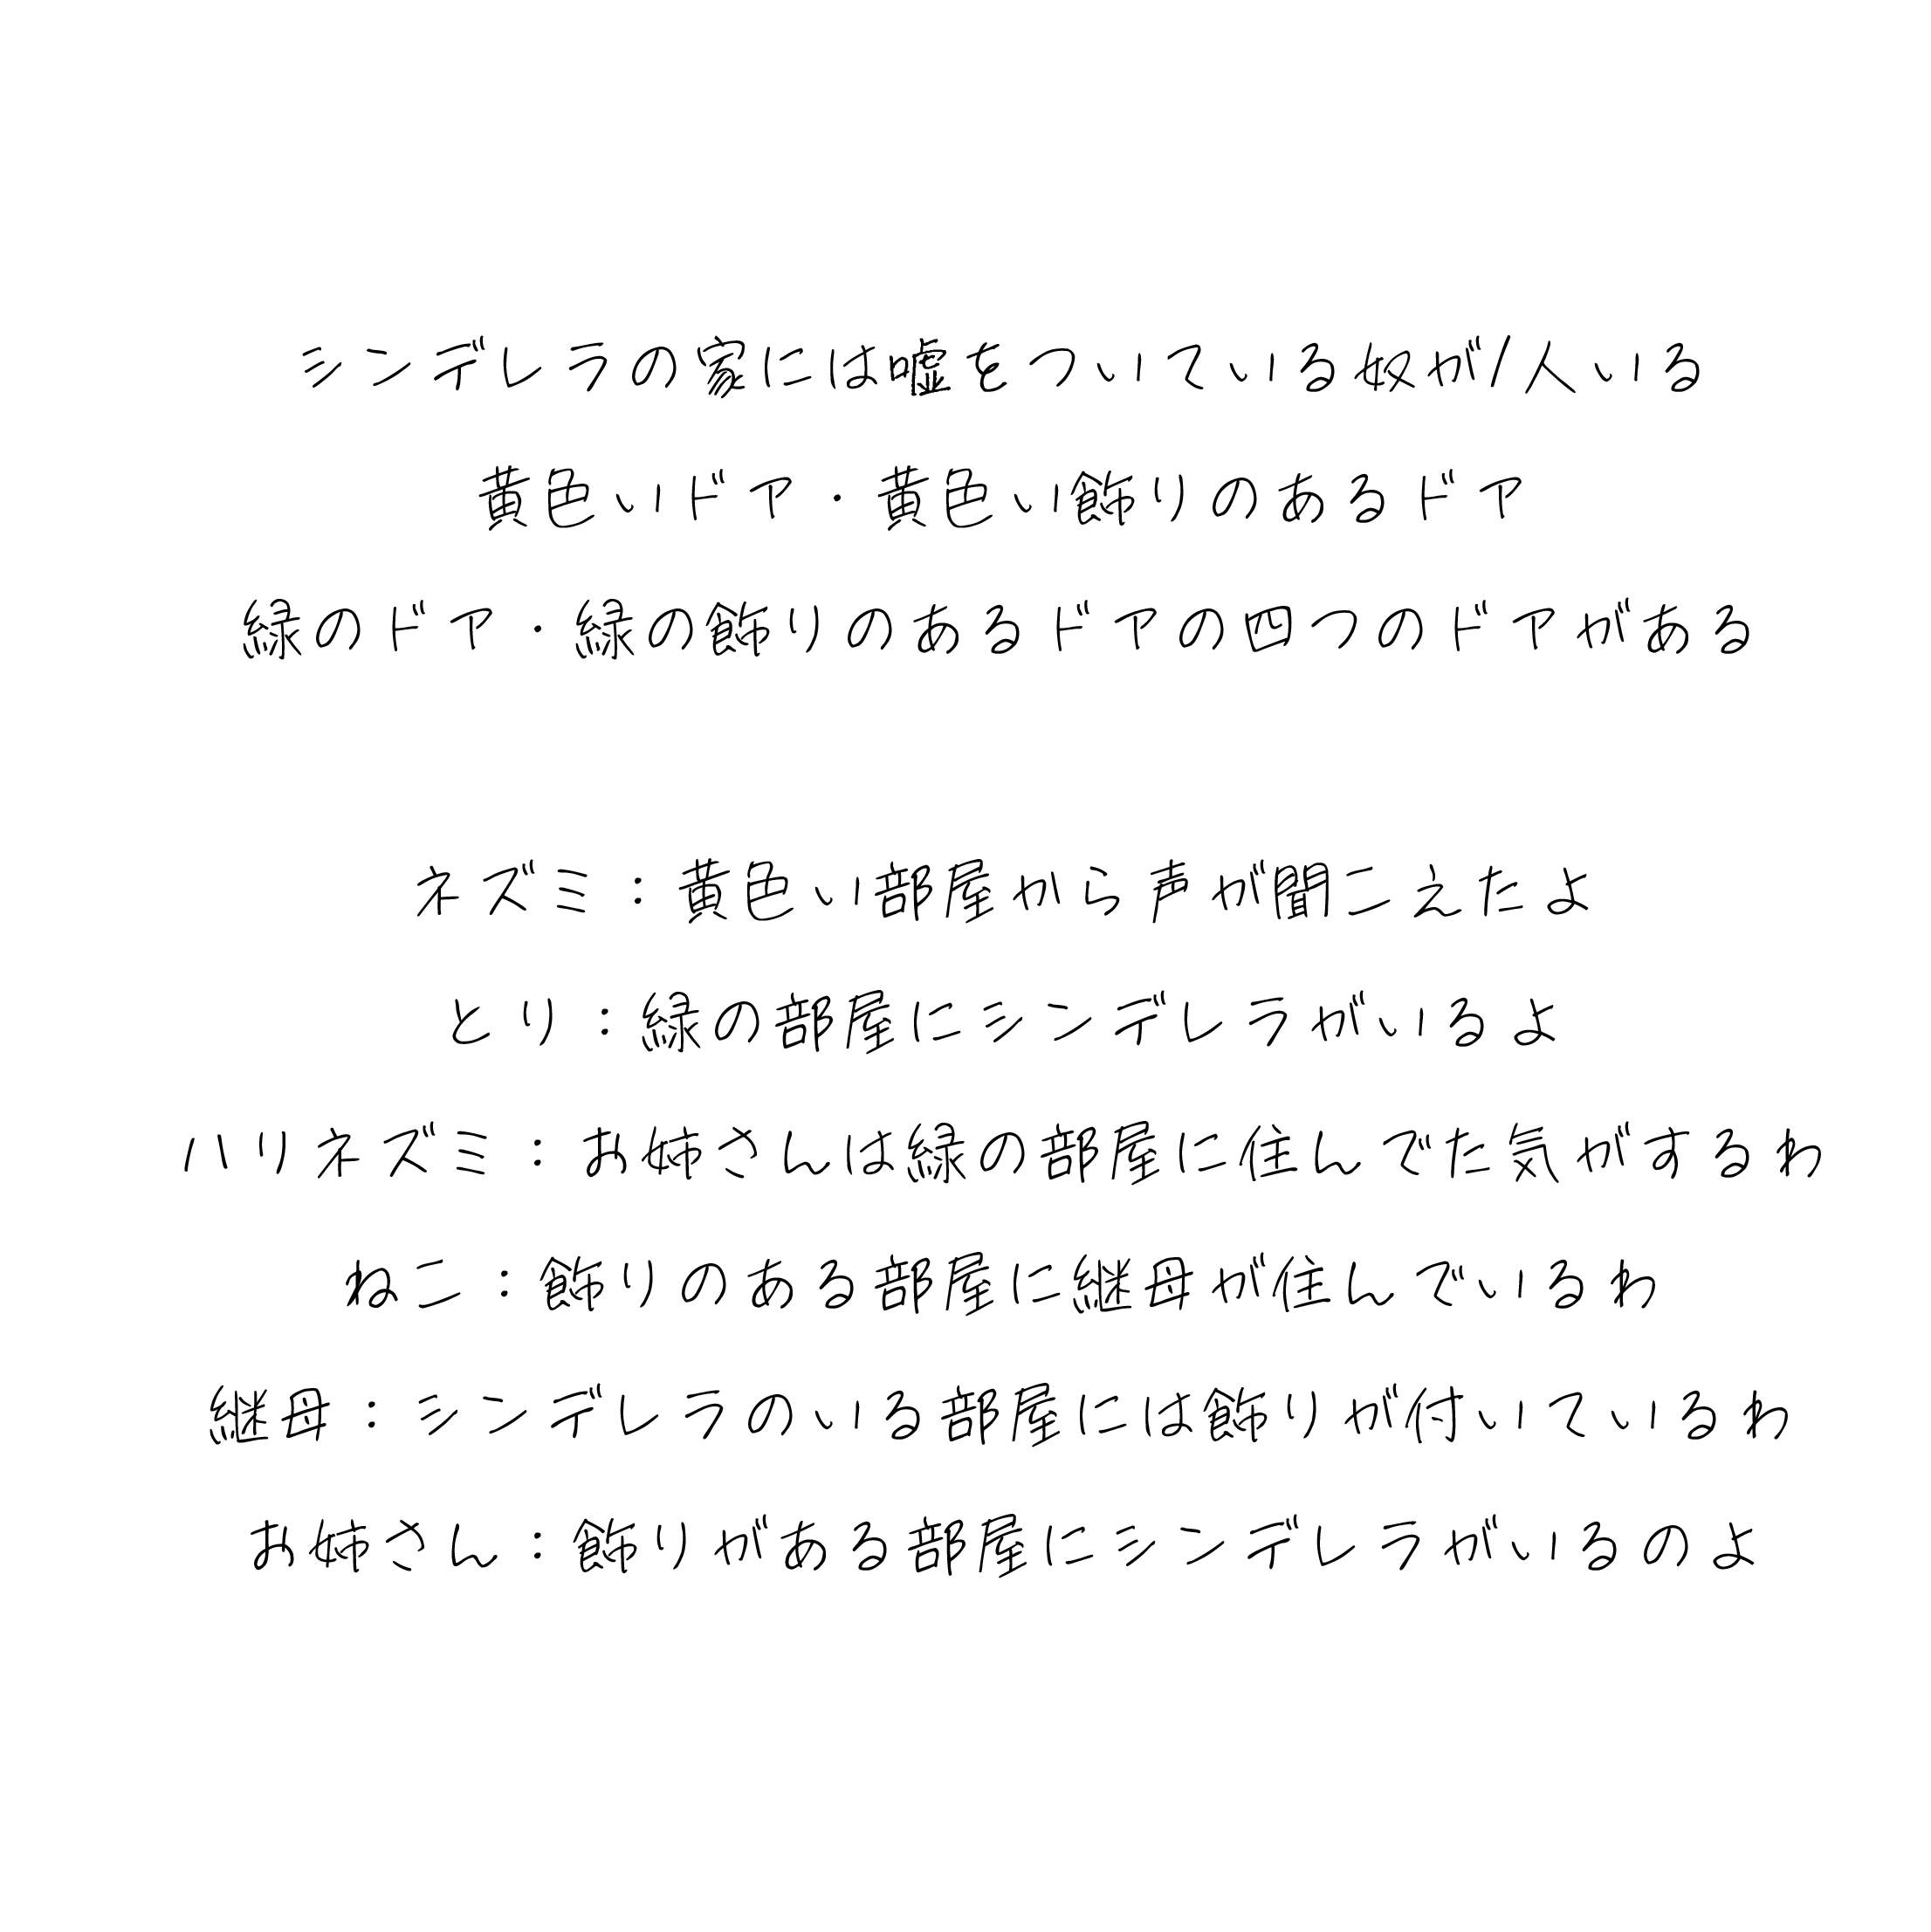 シンデレラの家には嘘をついている奴が1人いる
黄色いドア・黄色い飾りのあるドア
緑のドア・緑の飾りのあるドアの四つのドアがある
ネズミ：黄色い部屋から声が聞こえたよ
とり：緑の部屋にシンデレラがいるよ
ハリネズミ：お姉さんは緑の部屋に住んでた気がするわ
ねこ：飾りのある部屋に継母が住んでいるわ
継母：シンデレラのいる部屋には飾りが付いているわ
お姉さん：飾りがある部屋にシンデレラがいるのよ